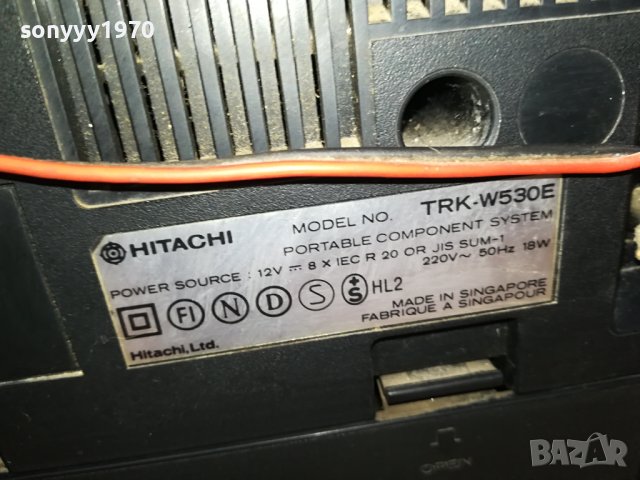 sonyyy1970
HITACHI
MODEL NO. TRK-W530E
PORTABLE COMPONENT SYSTEM
POWER SOURCE : 12V ⎓ 8 X IEC R 20 OR JIS SUM-1
220V~ 50Hz 18W
FI N D S +S HL2
MADE IN SINGAPORE
FABRIQUE A SINGAPOUR
Hitachi, Ltd.
OPEN
BAZAR